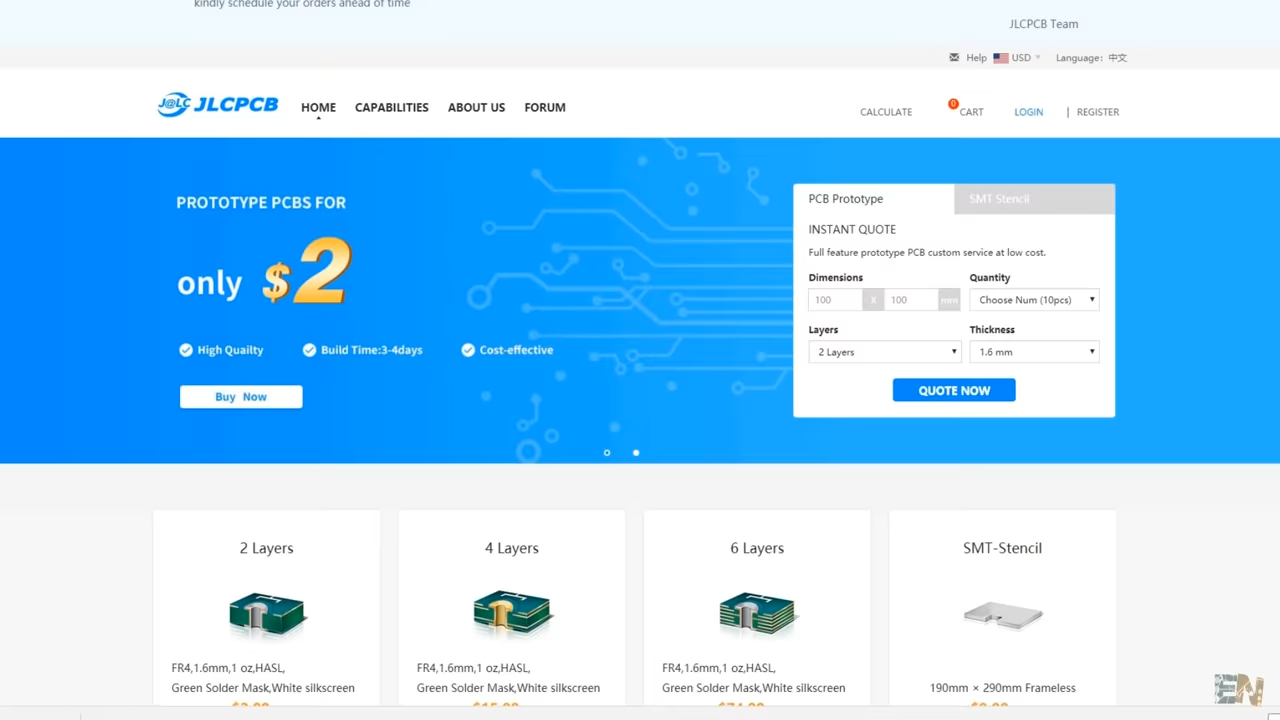 kindly schedule your orders ahead of time
JLCPCB Team
Help USD Language: 中文
J@LC JLCPCB HOME CAPABILITIES ABOUT US FORUM
CALCULATE 0 CART LOGIN | REGISTER
PROTOTYPE PCBS FOR
only $2
High Quailty Build Time:3-4days Cost-effective
Buy Now
PCB Prototype SMT Stencil
INSTANT QUOTE
Full feature prototype PCB custom service at low cost.
Dimensions Quantity
100 X 100 mm Choose Num (10pcs)
Layers Thickness
2 Layers 1.6 mm
QUOTE NOW
2 Layers
FR4,1.6mm,1 oz,HASL,
Green Solder Mask,White silkscreen
4 Layers
FR4,1.6mm,1 oz,HASL,
Green Solder Mask,White silkscreen
6 Layers
FR4,1.6mm,1 oz,HASL,
Green Solder Mask,White silkscreen
SMT-Stencil
190mm × 290mm Frameless
EN